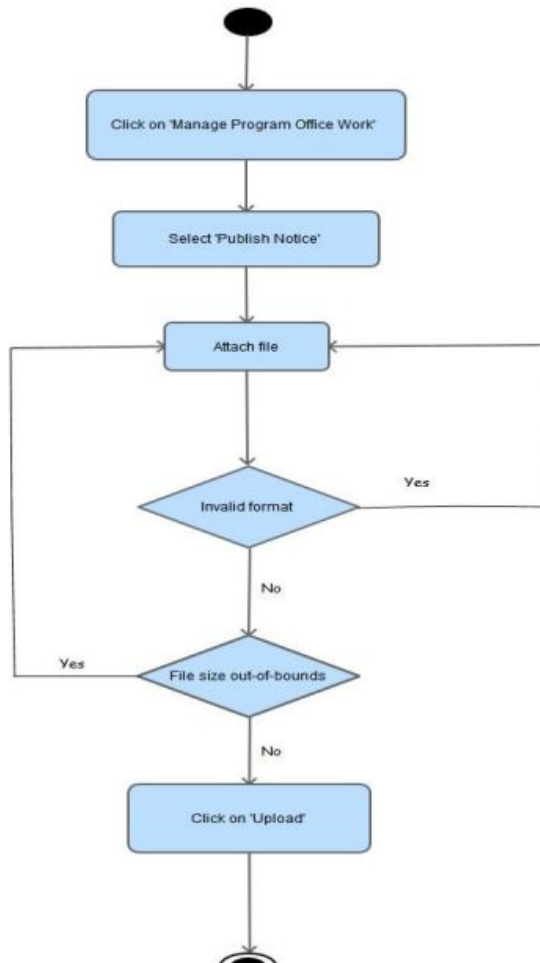 Click on 'Manage Program Office Work'
Select 'Publish Notice'
Attach file
Invalid format
Yes
No
File size out-of-bounds
Yes
No
Click on 'Upload'